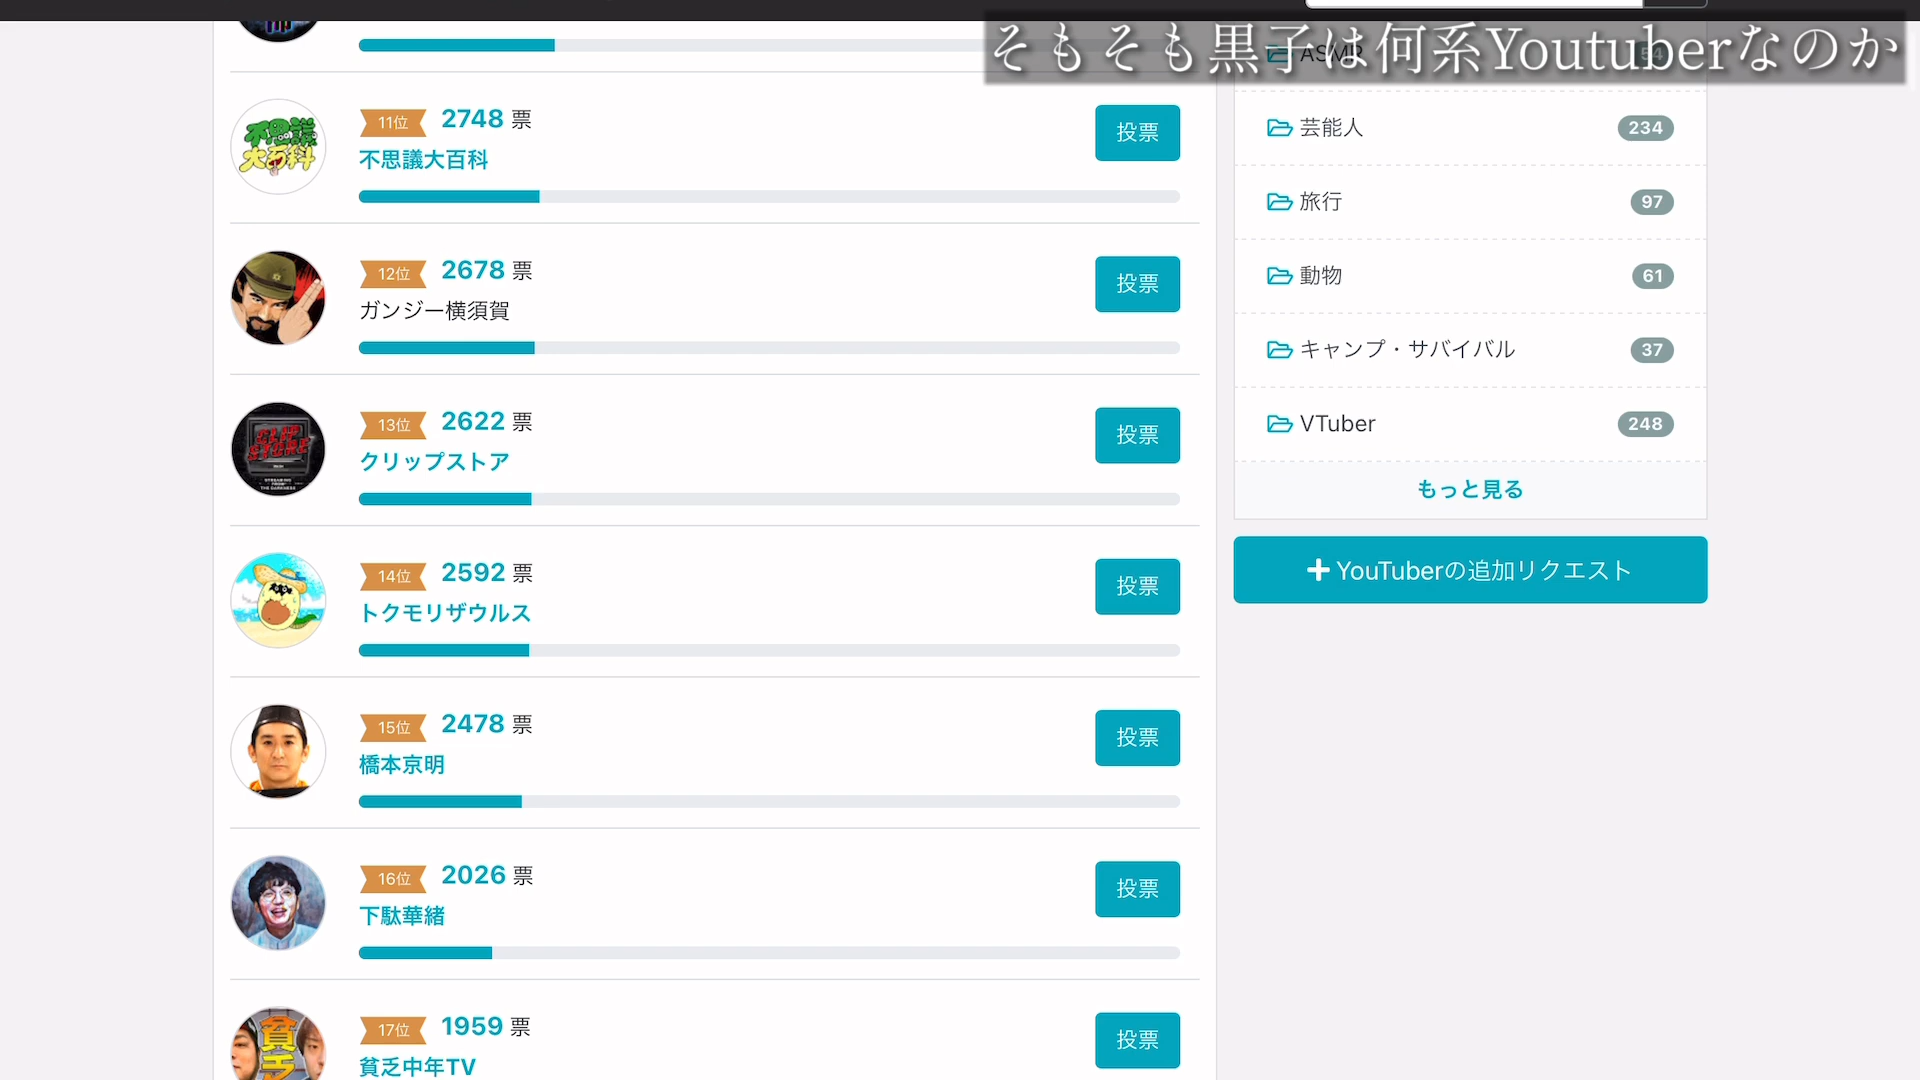 そもそも黒子は何系Youtuberなのか
11位 2748 票
不思議大百科
投票
12位 2678 票
ガンジー横須賀
投票
13位 2622 票
クリップストア
投票
14位 2592 票
トクモリザウルス
投票
15位 2478 票
橋本京明
投票
16位 2026 票
下駄華緒
投票
17位 1959 票
貧乏中年TV
投票
ASMR 54
芸能人 234
旅行 97
動物 61
キャンプ・サバイバル 37
VTuber 248
もっと見る
YouTuberの追加リクエスト